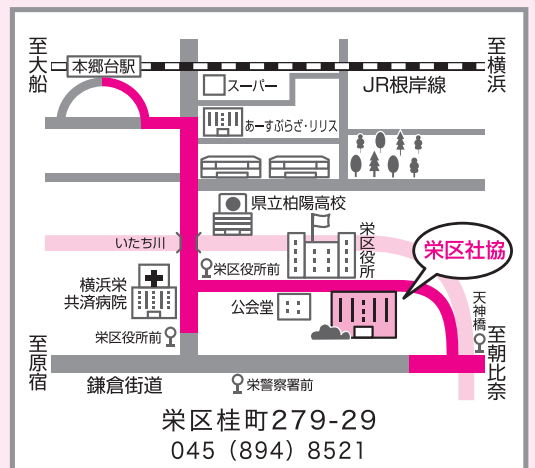 至大船
本郷台駅
至横浜
スーパー
JR根岸線
あーすぷらざ・リリス
県立柏陽高校
いたち川
栄区役所前
栄区役所
栄区社協
横浜栄
共済病院
公会堂
天神橋
栄区役所前
至原宿
至朝比奈
鎌倉街道
栄警察署前
栄区桂町279-29
045（894）8521